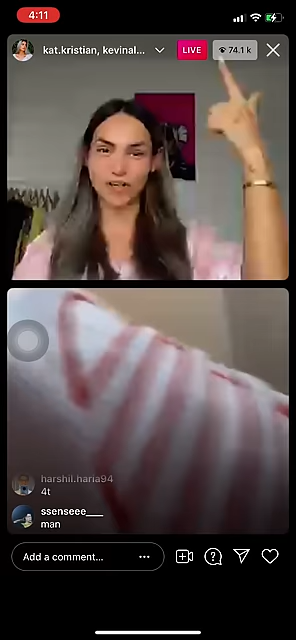 4:11
kat.kristian, kevinal...
LIVE
74.1 k
harshil.haria94
4t
ssenseee___
man
Add a comment...